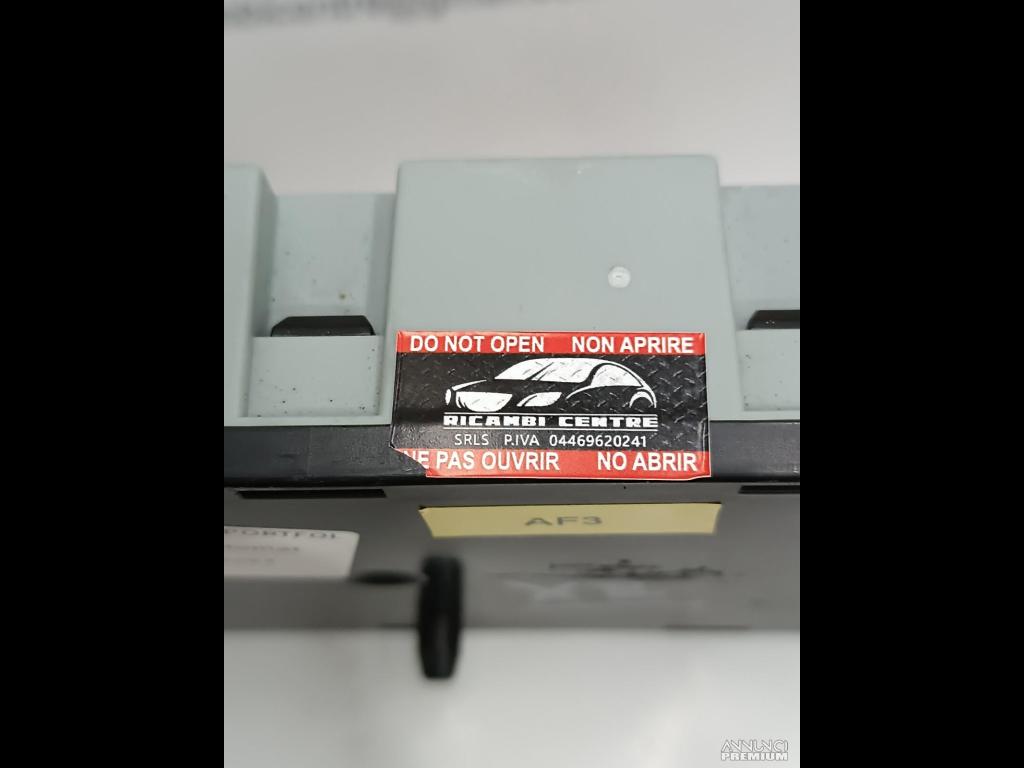 DO NOT OPEN NON APRIRE
RICAMBI CENTRE
SRLS P.IVA 04469620241
NE PAS OUVRIR NO ABRIR
AF3
ANNUNCI
PREMIUM